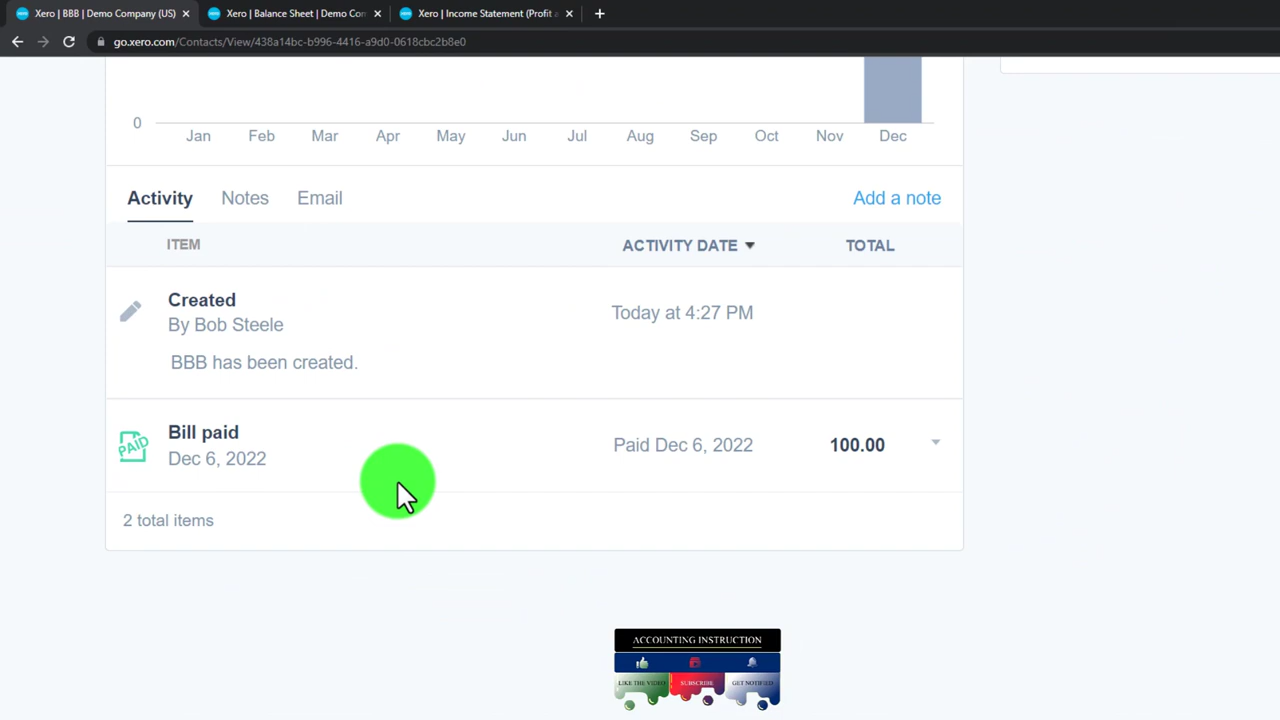 Xero | BBB | Demo Company (US)
Xero | Balance Sheet | Demo Com
Xero | Income Statement (Profit a
go.xero.com/Contacts/View/438a14bc-b996-4416-a9d0-0618cbc2b8e0
0
Jan Feb Mar Apr May Jun Jul Aug Sep Oct Nov Dec
Activity Notes Email Add a note
ITEM ACTIVITY DATE TOTAL
Created
By Bob Steele
Today at 4:27 PM
BBB has been created.
PAID
Bill paid
Dec 6, 2022
Paid Dec 6, 2022 100.00
2 total items
ACCOUNTING INSTRUCTION
LIKE THE VIDEO SUBSCRIBE GET NOTIFIED